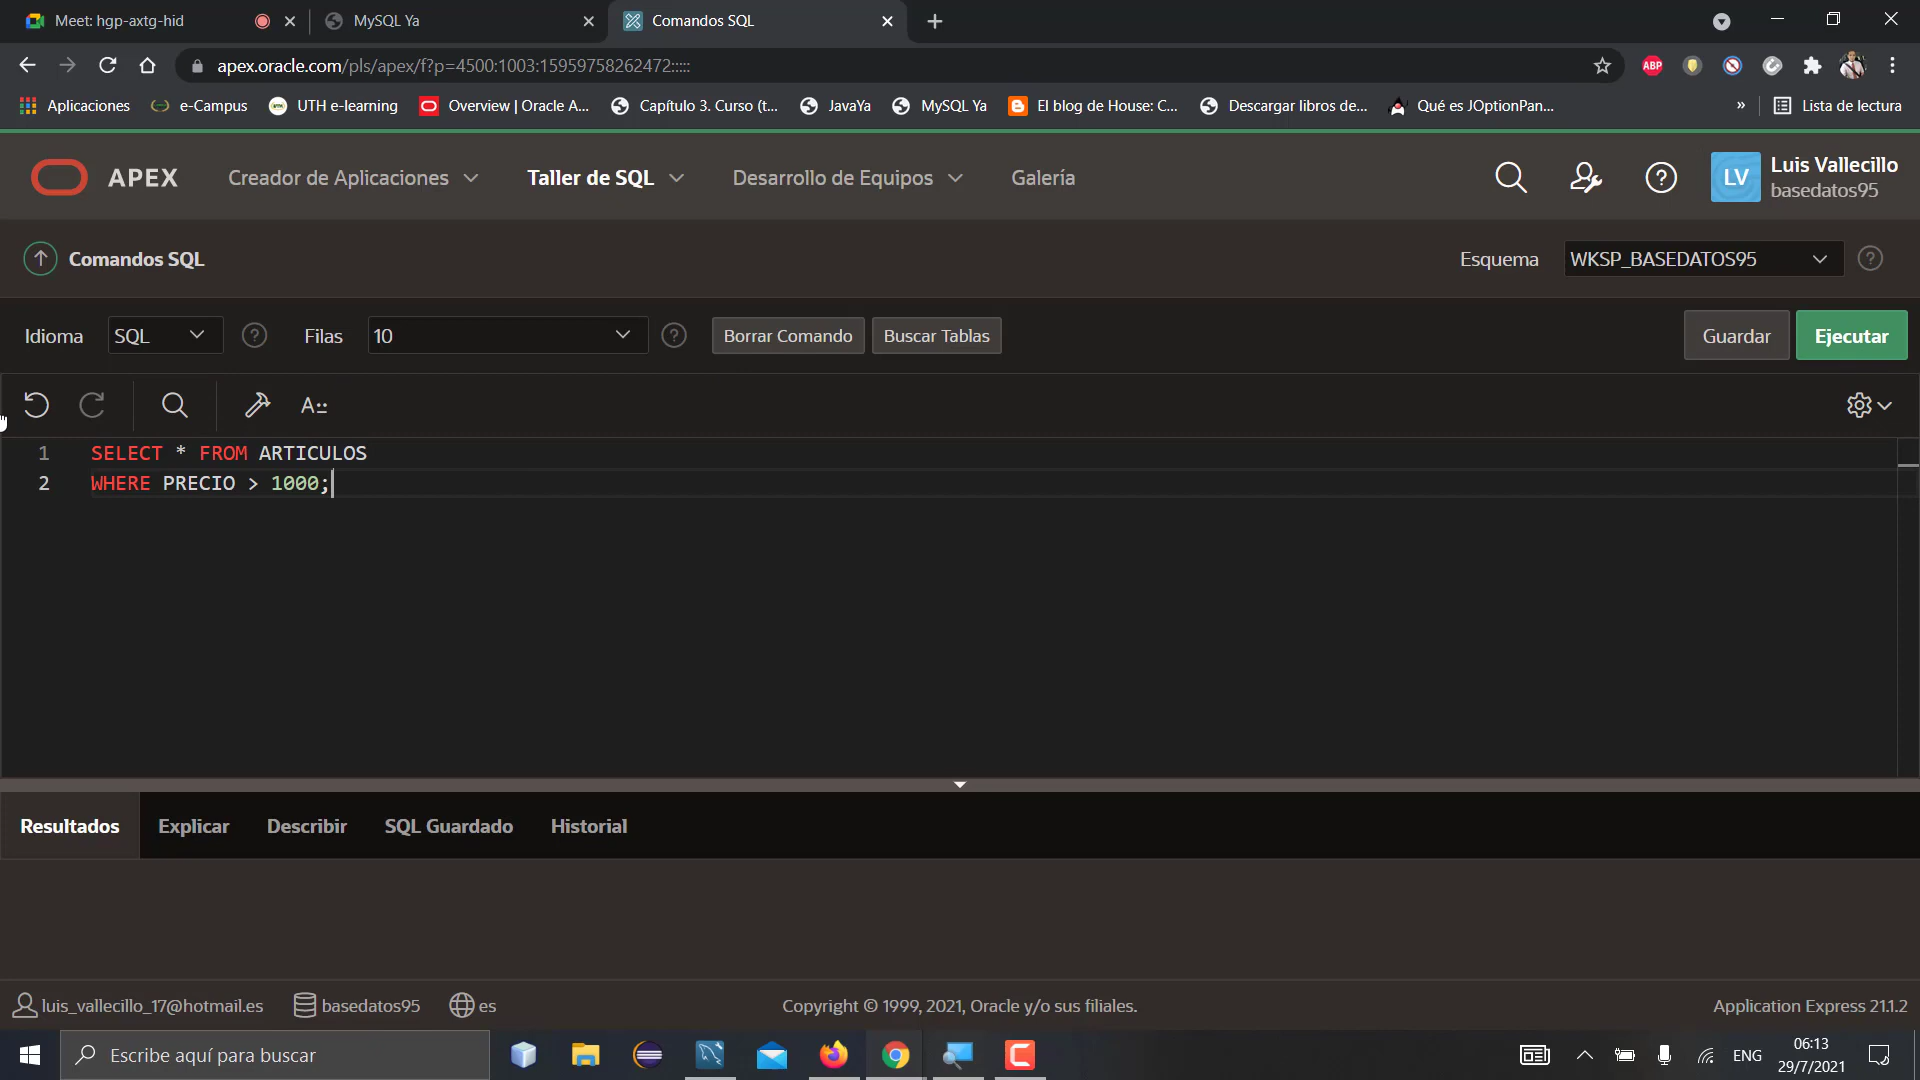 Meet: hgp-axtg-hid
MySQL Ya
Comandos SQL
apex.oracle.com/pls/apex/f?p=4500:1003:15959758262472:::::
ABP
Aplicaciones
e-Campus
UTH e-learning
Overview | Oracle A...
Capítulo 3. Curso (t...
JavaYa
MySQL Ya
El blog de House: C...
Descargar libros de...
Qué es JOptionPan...
»
Lista de lectura
APEX
Creador de Aplicaciones
Taller de SQL
Desarrollo de Equipos
Galería
LV
Luis Vallecillo
basedatos95
Comandos SQL
Esquema
WKSP_BASEDATOS95
Idioma
SQL
Filas
10
Borrar Comando
Buscar Tablas
Guardar
Ejecutar
A::
1 SELECT * FROM ARTICULOS
2 WHERE PRECIO > 1000;
Resultados
Explicar
Describir
SQL Guardado
Historial
luis_vallecillo_17@hotmail.es
basedatos95
es
Copyright © 1999, 2021, Oracle y/o sus filiales.
Application Express 21.1.2
Escribe aquí para buscar
ENG
06:13
29/7/2021